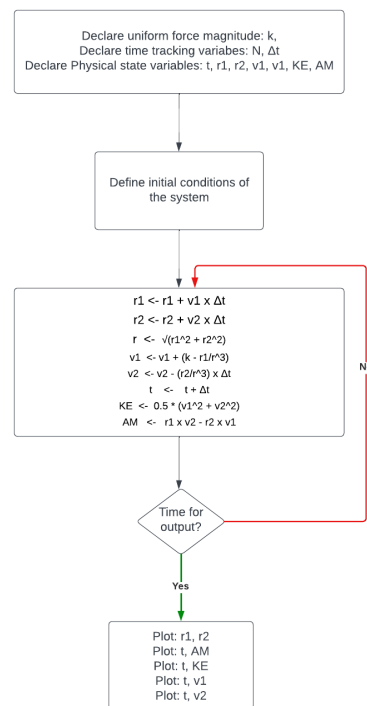 Declare uniform force magnitude: k,
Declare time tracking variabes: N, Δt
Declare Physical state variables: t, r1, r2, v1, v1, KE, AM
Define initial conditions of
the system
r1 <- r1 + v1 x Δt
r2 <- r2 + v2 x Δt
r <- √(r1^2 + r2^2)
v1 <- v1 + (k - r1/r^3)
v2 <- v2 - (r2/r^3) x Δt
t <- t + Δt
KE <- 0.5 * (v1^2 + v2^2)
AM <- r1 x v2 - r2 x v1
N
Time for
output?
Yes
Plot: r1, r2
Plot: t, AM
Plot: t, KE
Plot: t, v1
Plot: t, v2